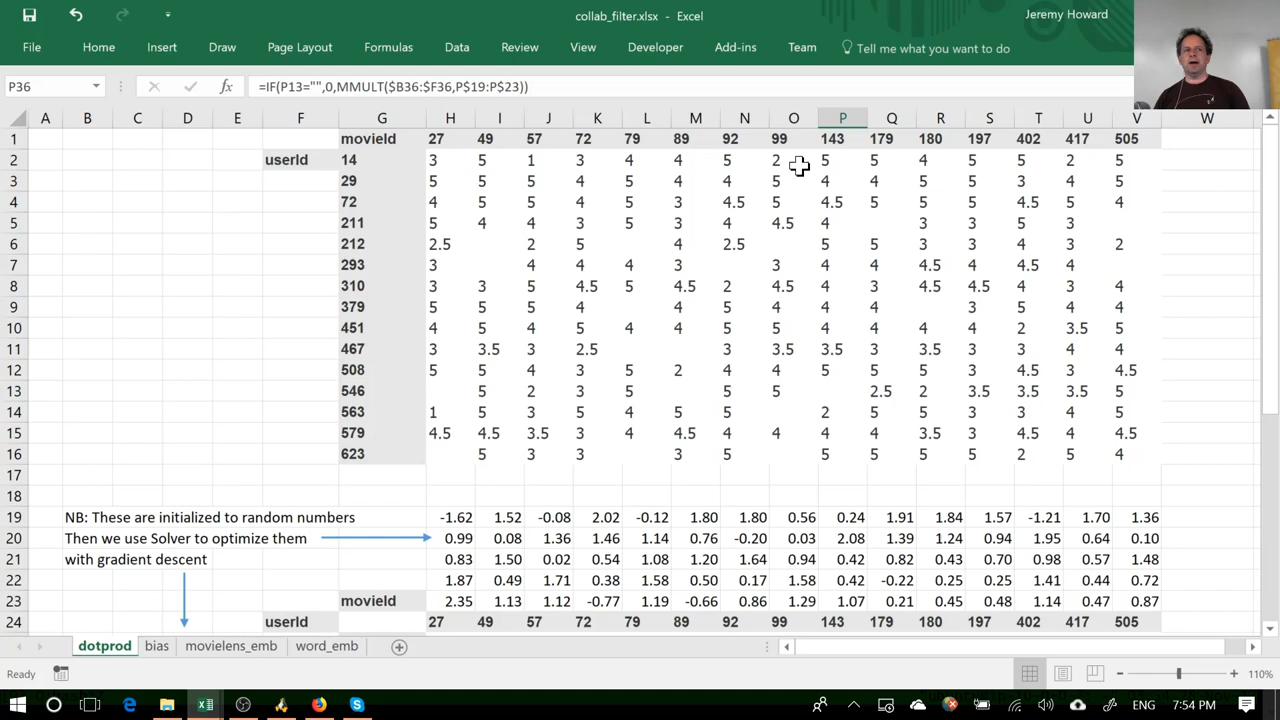 collab_filter.xlsx - Excel
Jeremy Howard
File Home Insert Draw Page Layout Formulas Data Review View Developer Add-ins Team Tell me what you want to do
P36 fx =IF(P13="",0,MMULT($B36:$F36,P$19:P$23))
A B C D E F G H I J K L M N O P Q R S T U V W
1 movieId 27 49 57 72 79 89 92 99 143 179 180 197 402 417 505
2 userId 14 3 5 1 3 4 4 5 2 5 5 4 5 5 2 5
3 29 5 5 5 4 5 4 4 5 4 4 5 5 3 4 5
4 72 4 5 5 4 5 3 4.5 5 4.5 5 5 5 4.5 5 4
5 211 5 4 4 3 5 3 4 4.5 4 3 3 5 3
6 212 2.5 2 5 4 2.5 5 5 3 3 4 3 2
7 293 3 4 4 4 3 3 4 4 4.5 4 4.5 4
8 310 3 3 5 4.5 5 4.5 2 4.5 4 3 4.5 4.5 4 3 4
9 379 5 5 5 4 4 5 4 4 4 3 5 4 4
10 451 4 5 4 5 4 4 5 5 4 4 4 4 2 3.5 5
11 467 3 3.5 3 2.5 3 3.5 3.5 3 3.5 3 3 4 4
12 508 5 5 4 3 5 2 4 4 5 5 5 3 4.5 3 4.5
13 546 5 2 3 5 5 5 2.5 2 3.5 3.5 3.5 5
14 563 1 5 3 5 4 5 5 2 5 5 3 3 4 5
15 579 4.5 4.5 3.5 3 4 4.5 4 4 4 4 3.5 3 4.5 4 4.5
16 623 5 3 3 3 5 5 5 5 5 2 5 4
17
18
19 NB: These are initialized to random numbers -1.62 1.52 -0.08 2.02 -0.12 1.80 1.80 0.56 0.24 1.91 1.84 1.57 -1.21 1.70 1.36
20 Then we use Solver to optimize them 0.99 0.08 1.36 1.46 1.14 0.76 -0.20 0.03 2.08 1.39 1.24 0.94 1.95 0.64 0.10
21 with gradient descent 0.83 1.50 0.02 0.54 1.08 1.20 1.64 0.94 0.42 0.82 0.43 0.70 0.98 0.57 1.48
22 1.87 0.49 1.71 0.38 1.58 0.50 0.17 1.58 0.42 -0.22 0.25 0.25 1.41 0.44 0.72
23 movieId 2.35 1.13 1.12 -0.77 1.19 -0.66 0.86 1.29 1.07 0.21 0.45 0.48 1.14 0.47 0.87
24 userId 27 49 57 72 79 89 92 99 143 179 180 197 402 417 505
dotprod bias movielens_emb word_emb
Ready 110%
ENG 7:54 PM